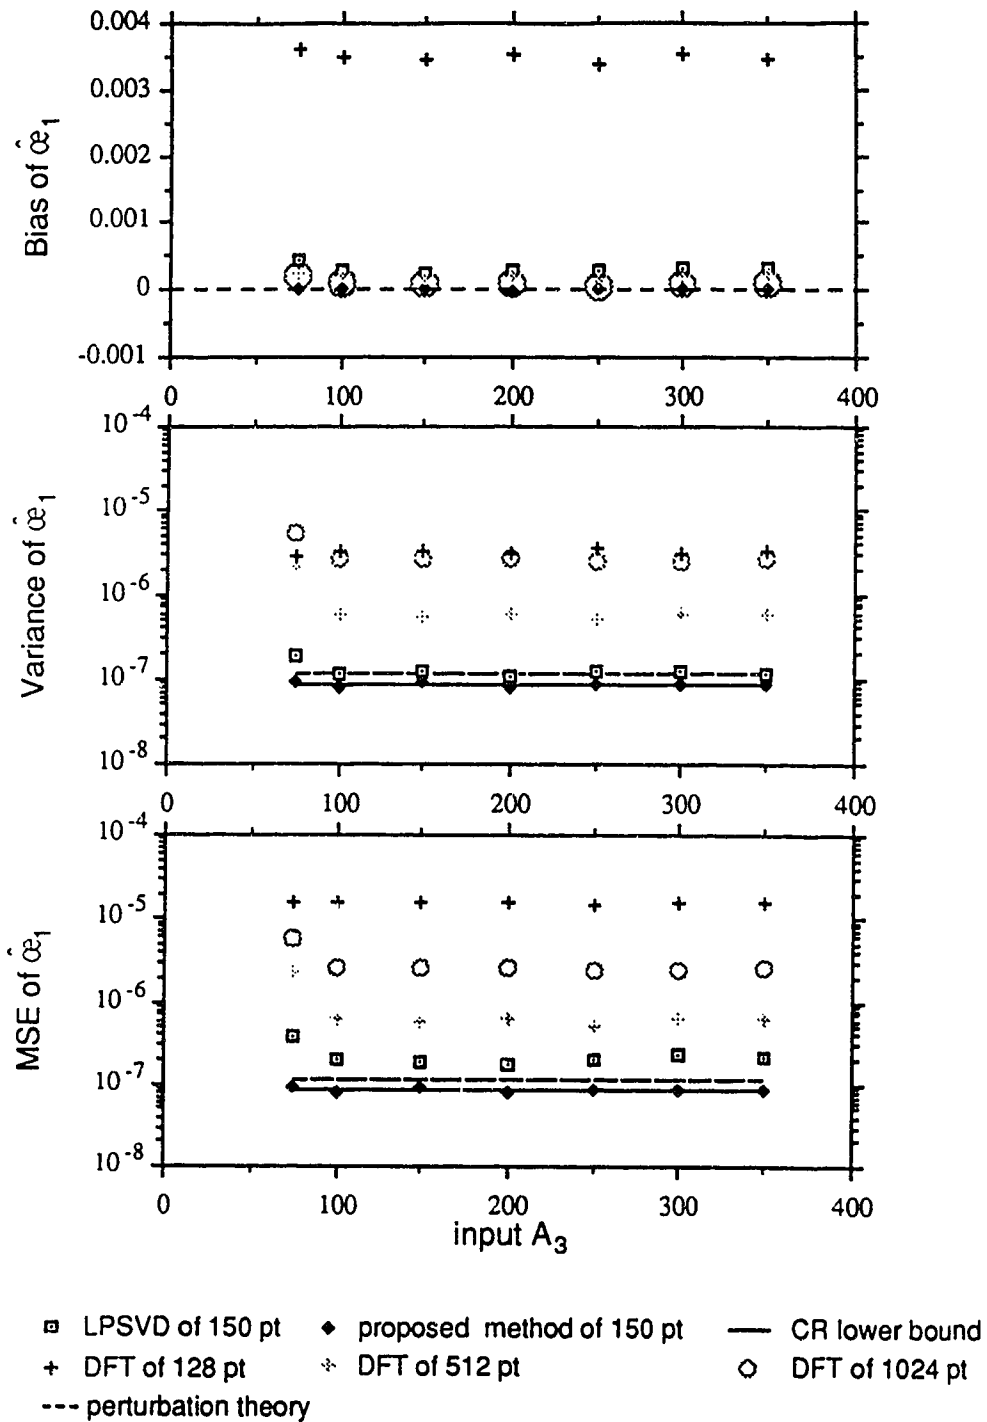 0.004
0.003
0.002
0.001
0
-0.001
Bias of œ̂₁
0 100 200 300 400
10⁻⁴
10⁻⁵
10⁻⁶
10⁻⁷
10⁻⁸
Variance of œ̂₁
0 100 200 300 400
10⁻⁴
10⁻⁵
10⁻⁶
10⁻⁷
10⁻⁸
MSE of œ̂₁
0 100 200 300 400
input A₃
LPSVD of 150 pt proposed method of 150 pt CR lower bound
DFT of 128 pt DFT of 512 pt DFT of 1024 pt
perturbation theory